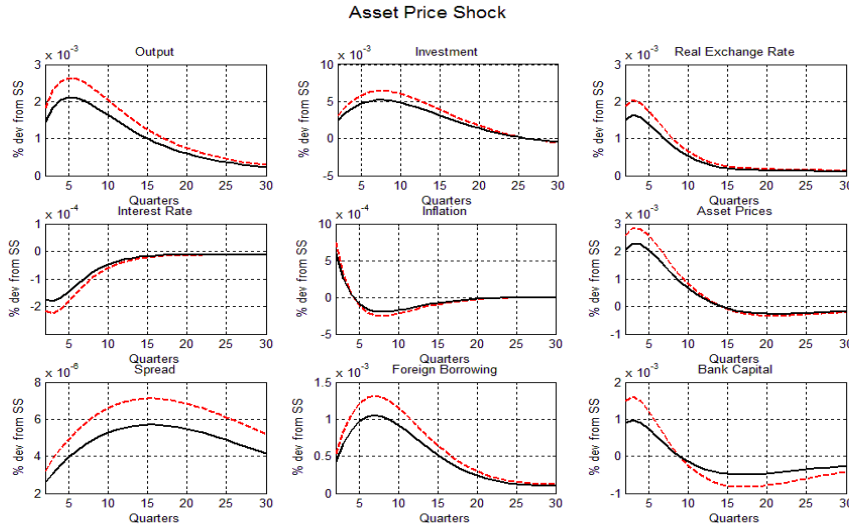 Asset Price Shock
x 10^-3 Output
% dev from SS
3
2
1
0
5 10 15 20 25 30
Quarters
x 10^-3 Investment
% dev from SS
10
5
0
-5
5 10 15 20 25 30
Quarters
x 10^-3 Real Exchange Rate
% dev from SS
3
2
1
0
5 10 15 20 25 30
Quarters
x 10^-4 Interest Rate
% dev from SS
1
0
-1
-2
5 10 15 20 25 30
Quarters
x 10^-4 Inflation
% dev from SS
10
5
0
-5
5 10 15 20 25 30
Quarters
x 10^-3 Asset Prices
% dev from SS
3
2
1
0
-1
5 10 15 20 25 30
Quarters
x 10^-6 Spread
% dev from SS
8
6
4
2
5 10 15 20 25 30
Quarters
x 10^-3 Foreign Borrowing
% dev from SS
1.5
1
0.5
0
5 10 15 20 25 30
Quarters
x 10^-3 Bank Capital
% dev from SS
2
1
0
-1
5 10 15 20 25 30
Quarters